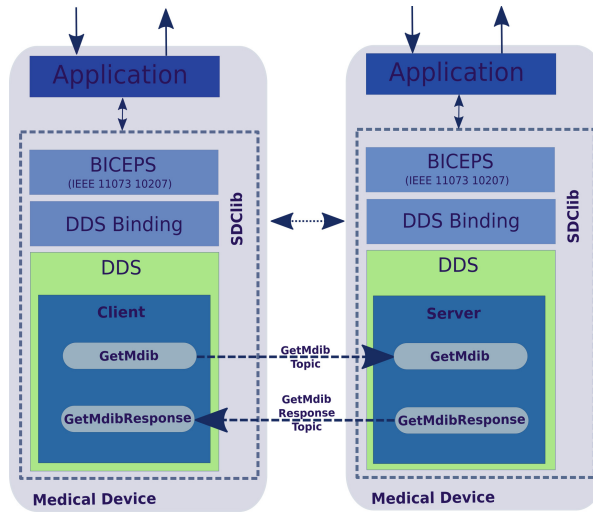 Application
BICEPS
(IEEE 11073 10207)
DDS Binding
SDClib
DDS
Client
GetMdib
GetMdibResponse
Medical Device
GetMdib
Topic
GetMdib
Response
Topic
Application
BICEPS
(IEEE 11073 10207)
DDS Binding
SDClib
DDS
Server
GetMdib
GetMdibResponse
Medical Device